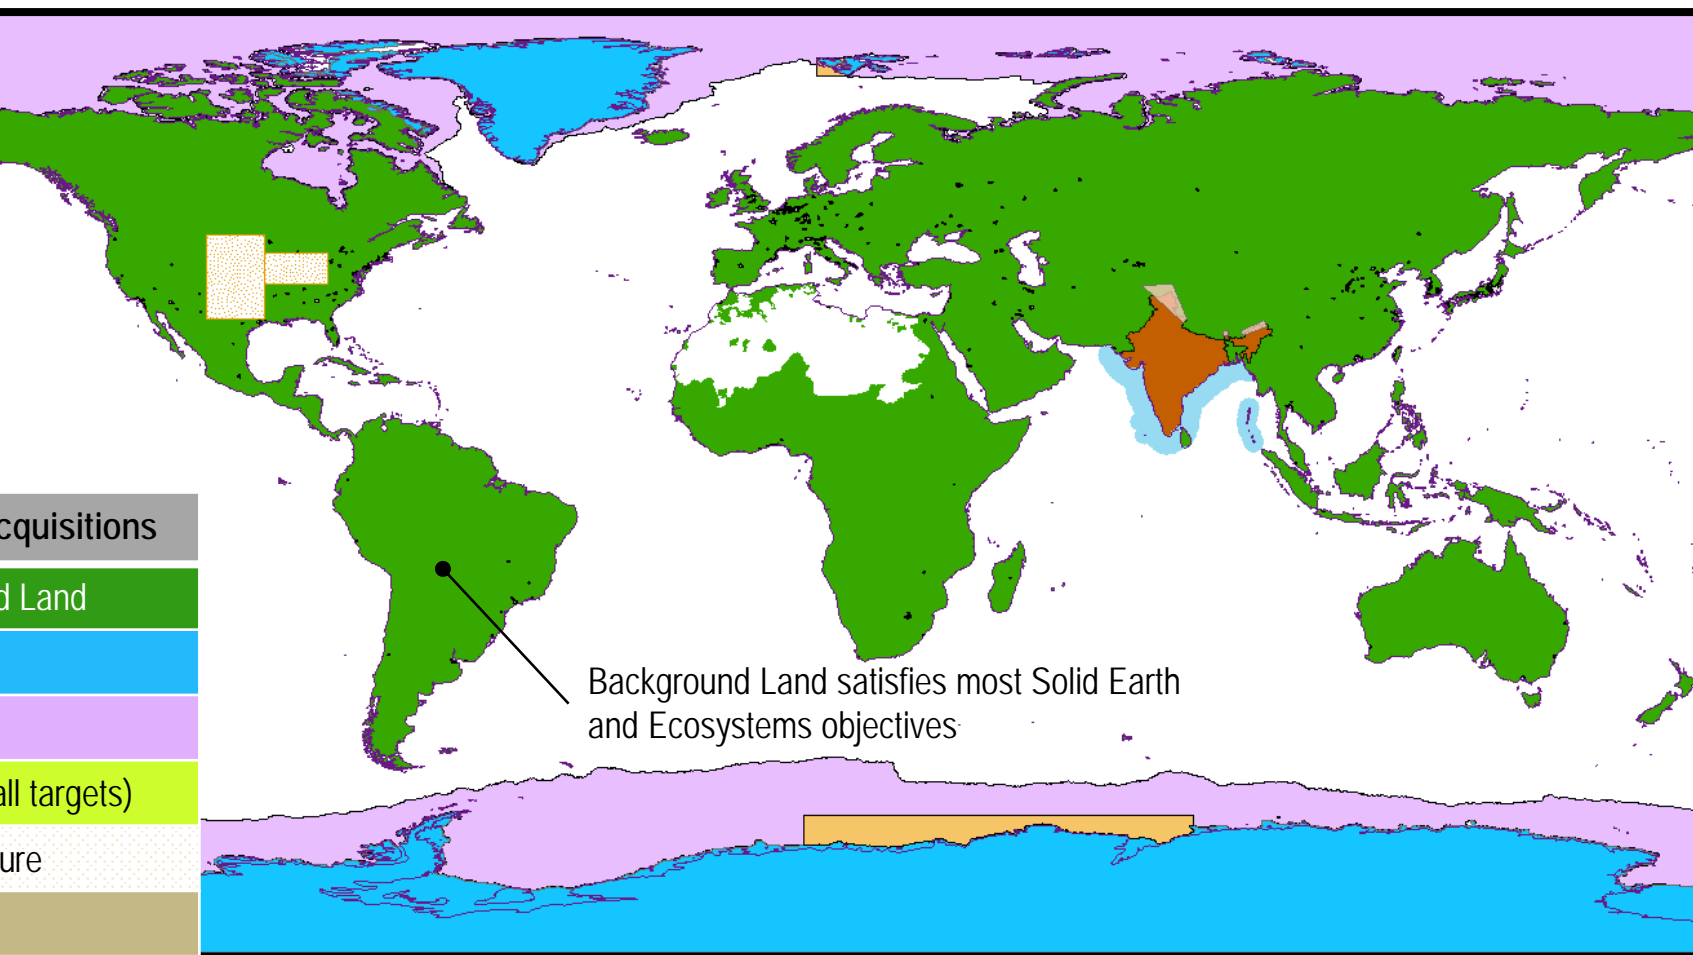 cquisitions
d Land
all targets)
ure
Background Land satisfies most Solid Earth
and Ecosystems objectives